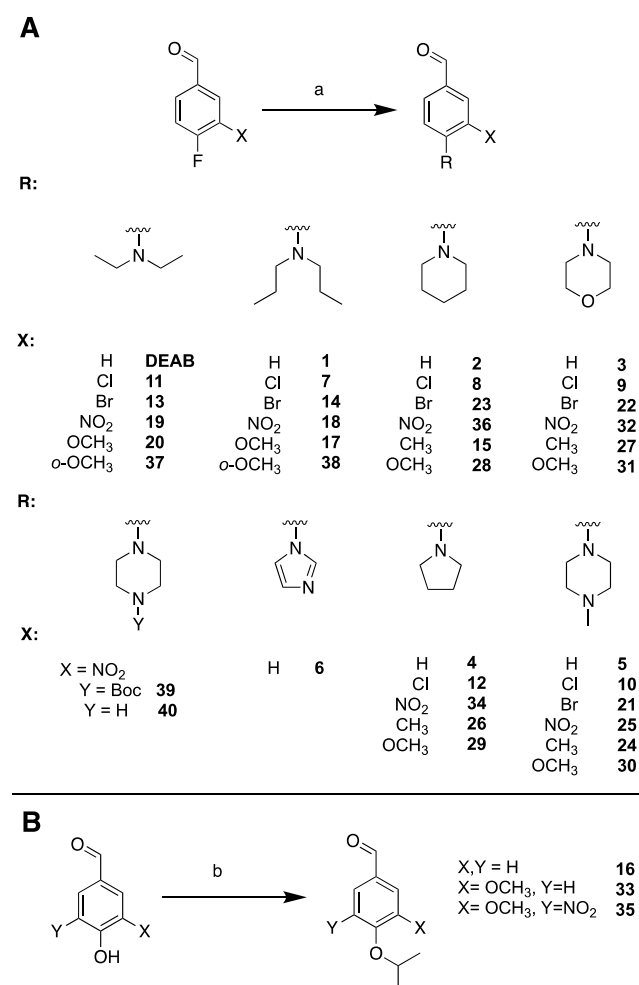 A
O
O
a
X
X
F
R
R:
N
N
N
N
O
X:
H DEAB H 1 H 2 H 3
Cl 11 Cl 7 Cl 8 Cl 9
Br 13 Br 14 Br 23 Br 22
NO2 19 NO2 18 NO2 36 NO2 32
OCH3 20 OCH3 17 CH3 15 CH3 27
o-OCH3 37 o-OCH3 38 OCH3 28 OCH3 31
R:
N N N N
N N N
Y
X:
X = NO2 H 6 H 4 H 5
Y = Boc 39 Cl 12 Cl 10
Y = H 40 NO2 34 Br 21
CH3 26 NO2 25
OCH3 29 CH3 24
OCH3 30
B
O
O
b
X,Y = H 16
X= OCH3, Y=H 33
X= OCH3, Y=NO2 35
Y X
Y X
OH
O